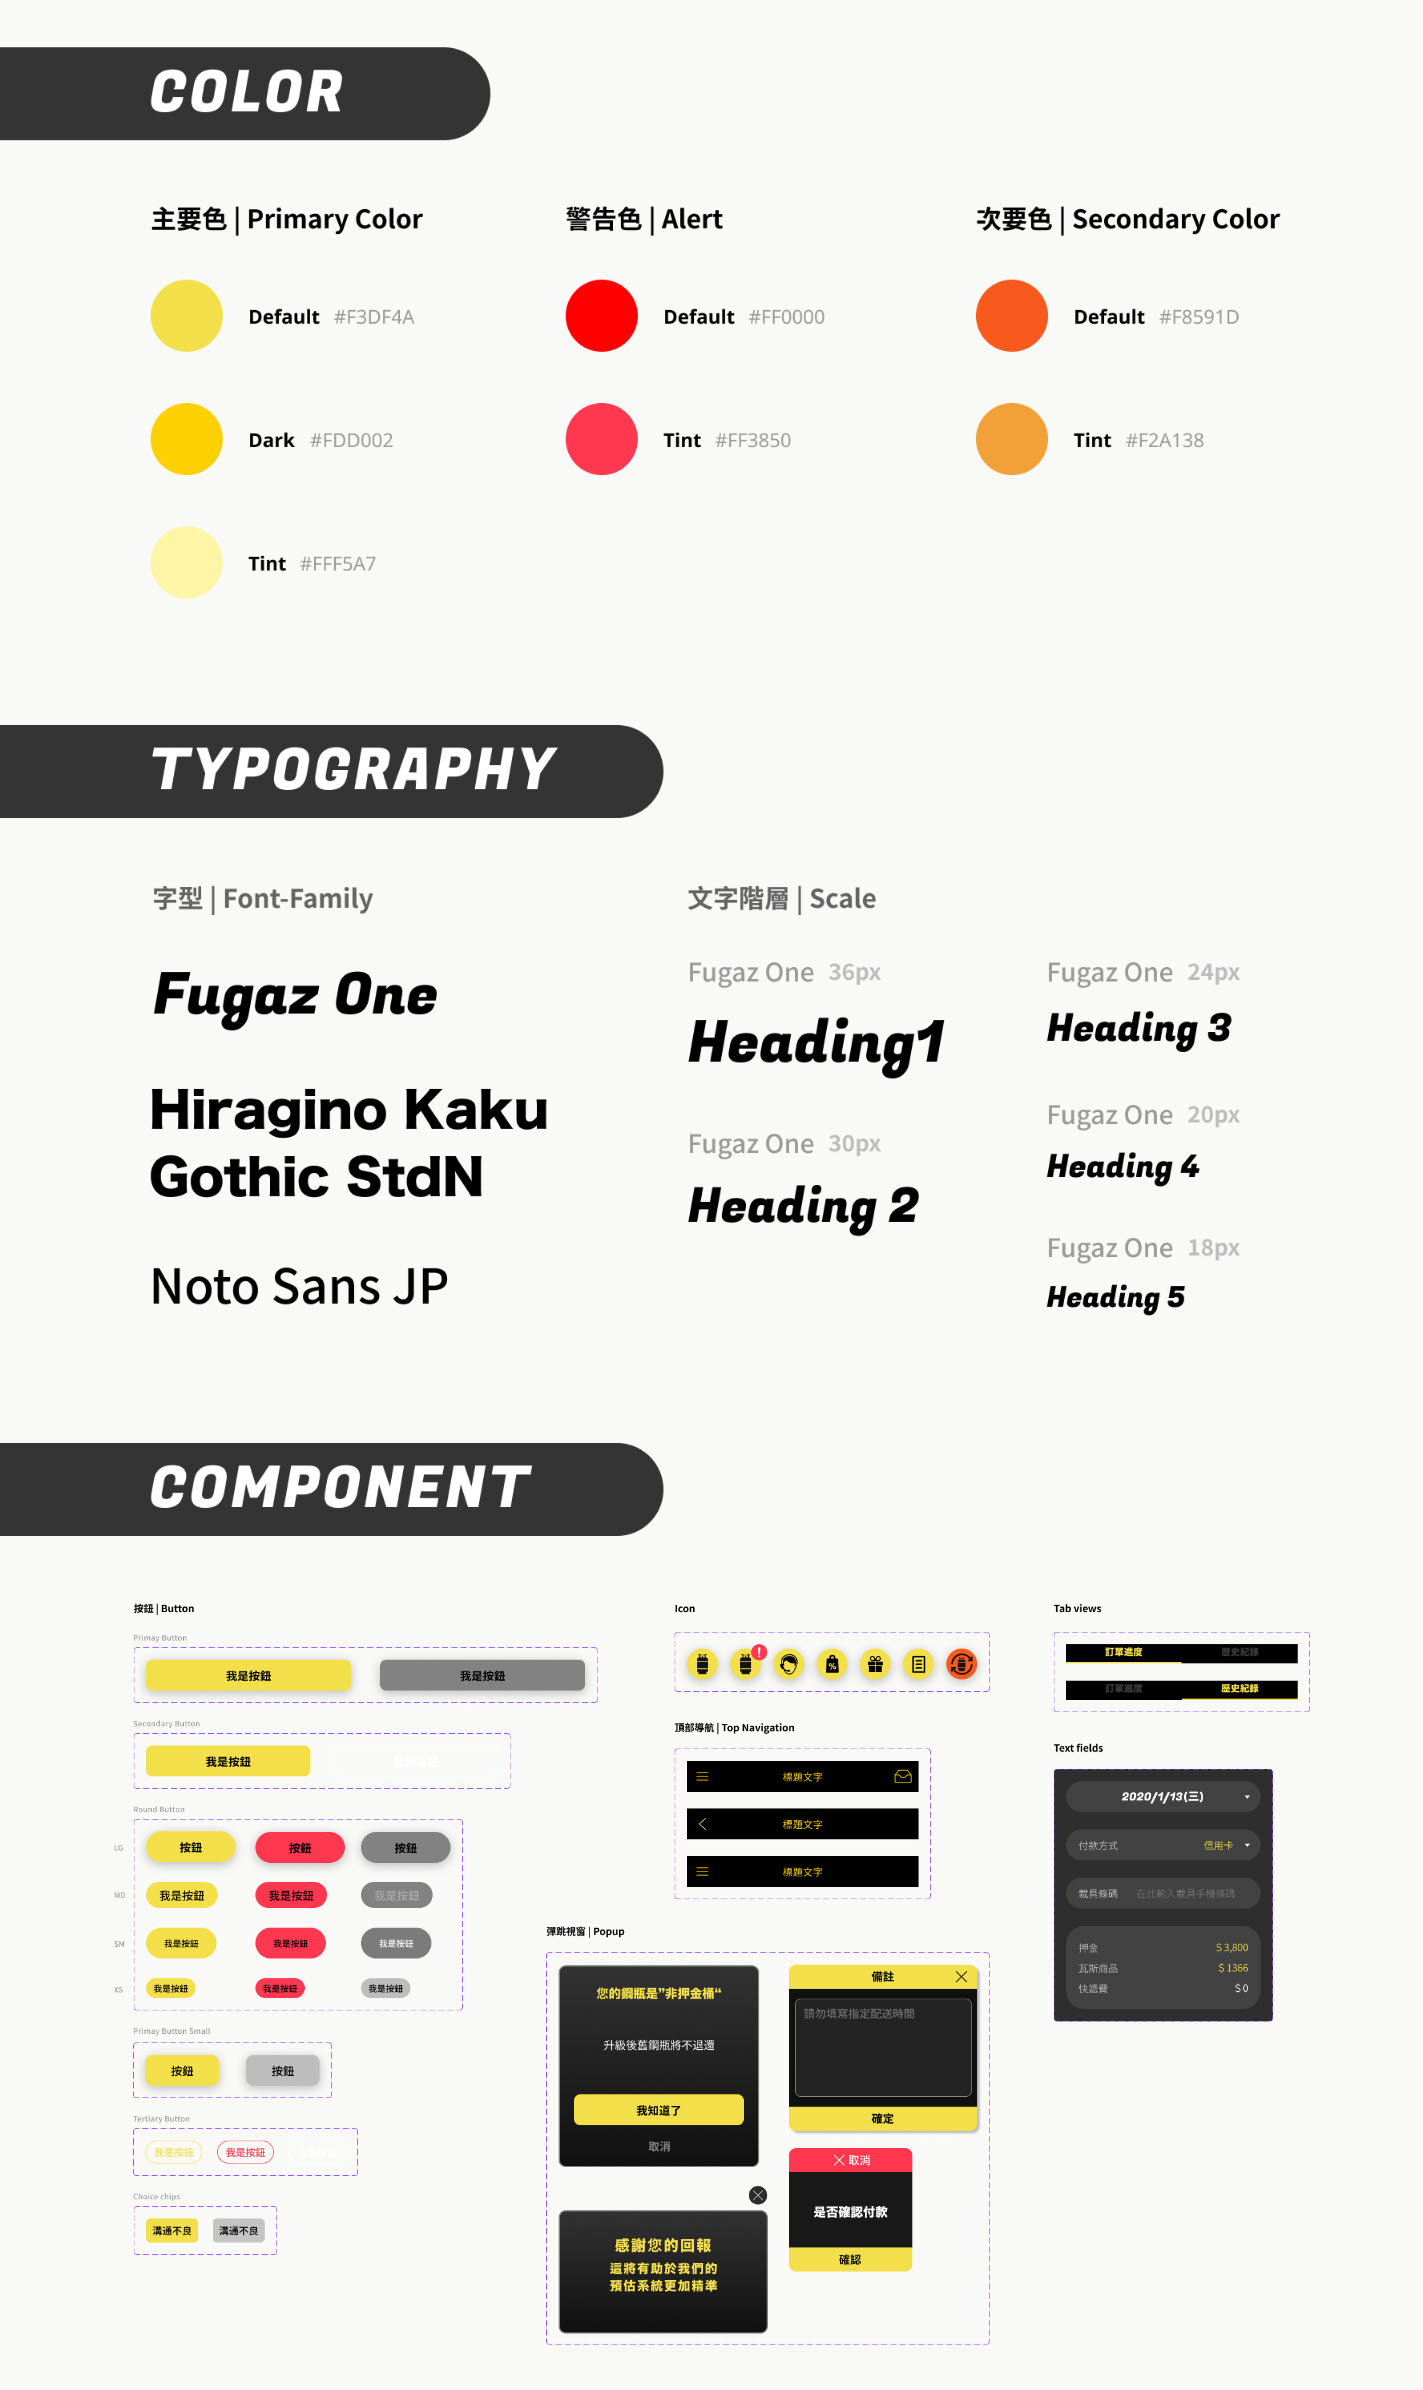 COLOR
主要色 | Primary Color
Default #F3DF4A
Dark #FDD002
Tint #FFF5A7
警告色 | Alert
Default #FF0000
Tint #FF3850
次要色 | Secondary Color
Default #F8591D
Tint #F2A138
TYPOGRAPHY
字型 | Font-Family
Fugaz One
Hiragino Kaku
Gothic StdN
Noto Sans JP
文字階層 | Scale
Fugaz One 36px
Heading1
Fugaz One 30px
Heading 2
Fugaz One 24px
Heading 3
Fugaz One 20px
Heading 4
Fugaz One 18px
Heading 5
COMPONENT
按鈕 | Button
Primay Button
我是按鈕
我是按鈕
Secondary Button
我是按鈕
我是按鈕
Round Button
LG
按鈕
按鈕
按鈕
MD
我是按鈕
我是按鈕
我是按鈕
SM
我是按鈕
我是按鈕
我是按鈕
XS
我是按鈕
我是按鈕
我是按鈕
Primay Button Small
按鈕
按鈕
Tertiary Button
我是按鈕
我是按鈕
Choice chips
溝通不良
溝通不良
Icon
!
%
頂部導航 | Top Navigation
標題文字
標題文字
標題文字
彈跳視窗 | Popup
您的鋼瓶是”非押金桶“
升級後舊鋼瓶將不退還
我知道了
取消
感謝您的回報
這將有助於我們的
預估系統更加精準
備註
請勿填寫指定配送時間
確定
取消
是否確認付款
確認
Tab views
訂單進度
歷史紀錄
訂單進度
歷史紀錄
Text fields
2020/1/13(三)
付款方式 信用卡
載具條碼 在此輸入載具手機條碼
押金 $ 3,800
瓦斯商品 $ 1366
快遞費 $ 0